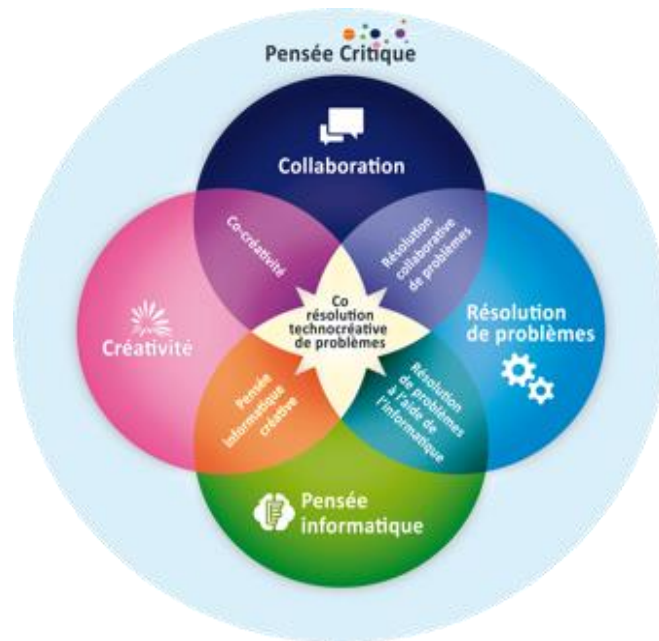 Pensée Critique
Collaboration
Co-créativité
Résolution
collaborative
de problèmes
Créativité
Co
résolution
technocréative
de problèmes
Résolution
de problèmes
Pensée
informatique
créative
Résolution
de problèmes
à l'aide de
l'informatique
Pensée
informatique